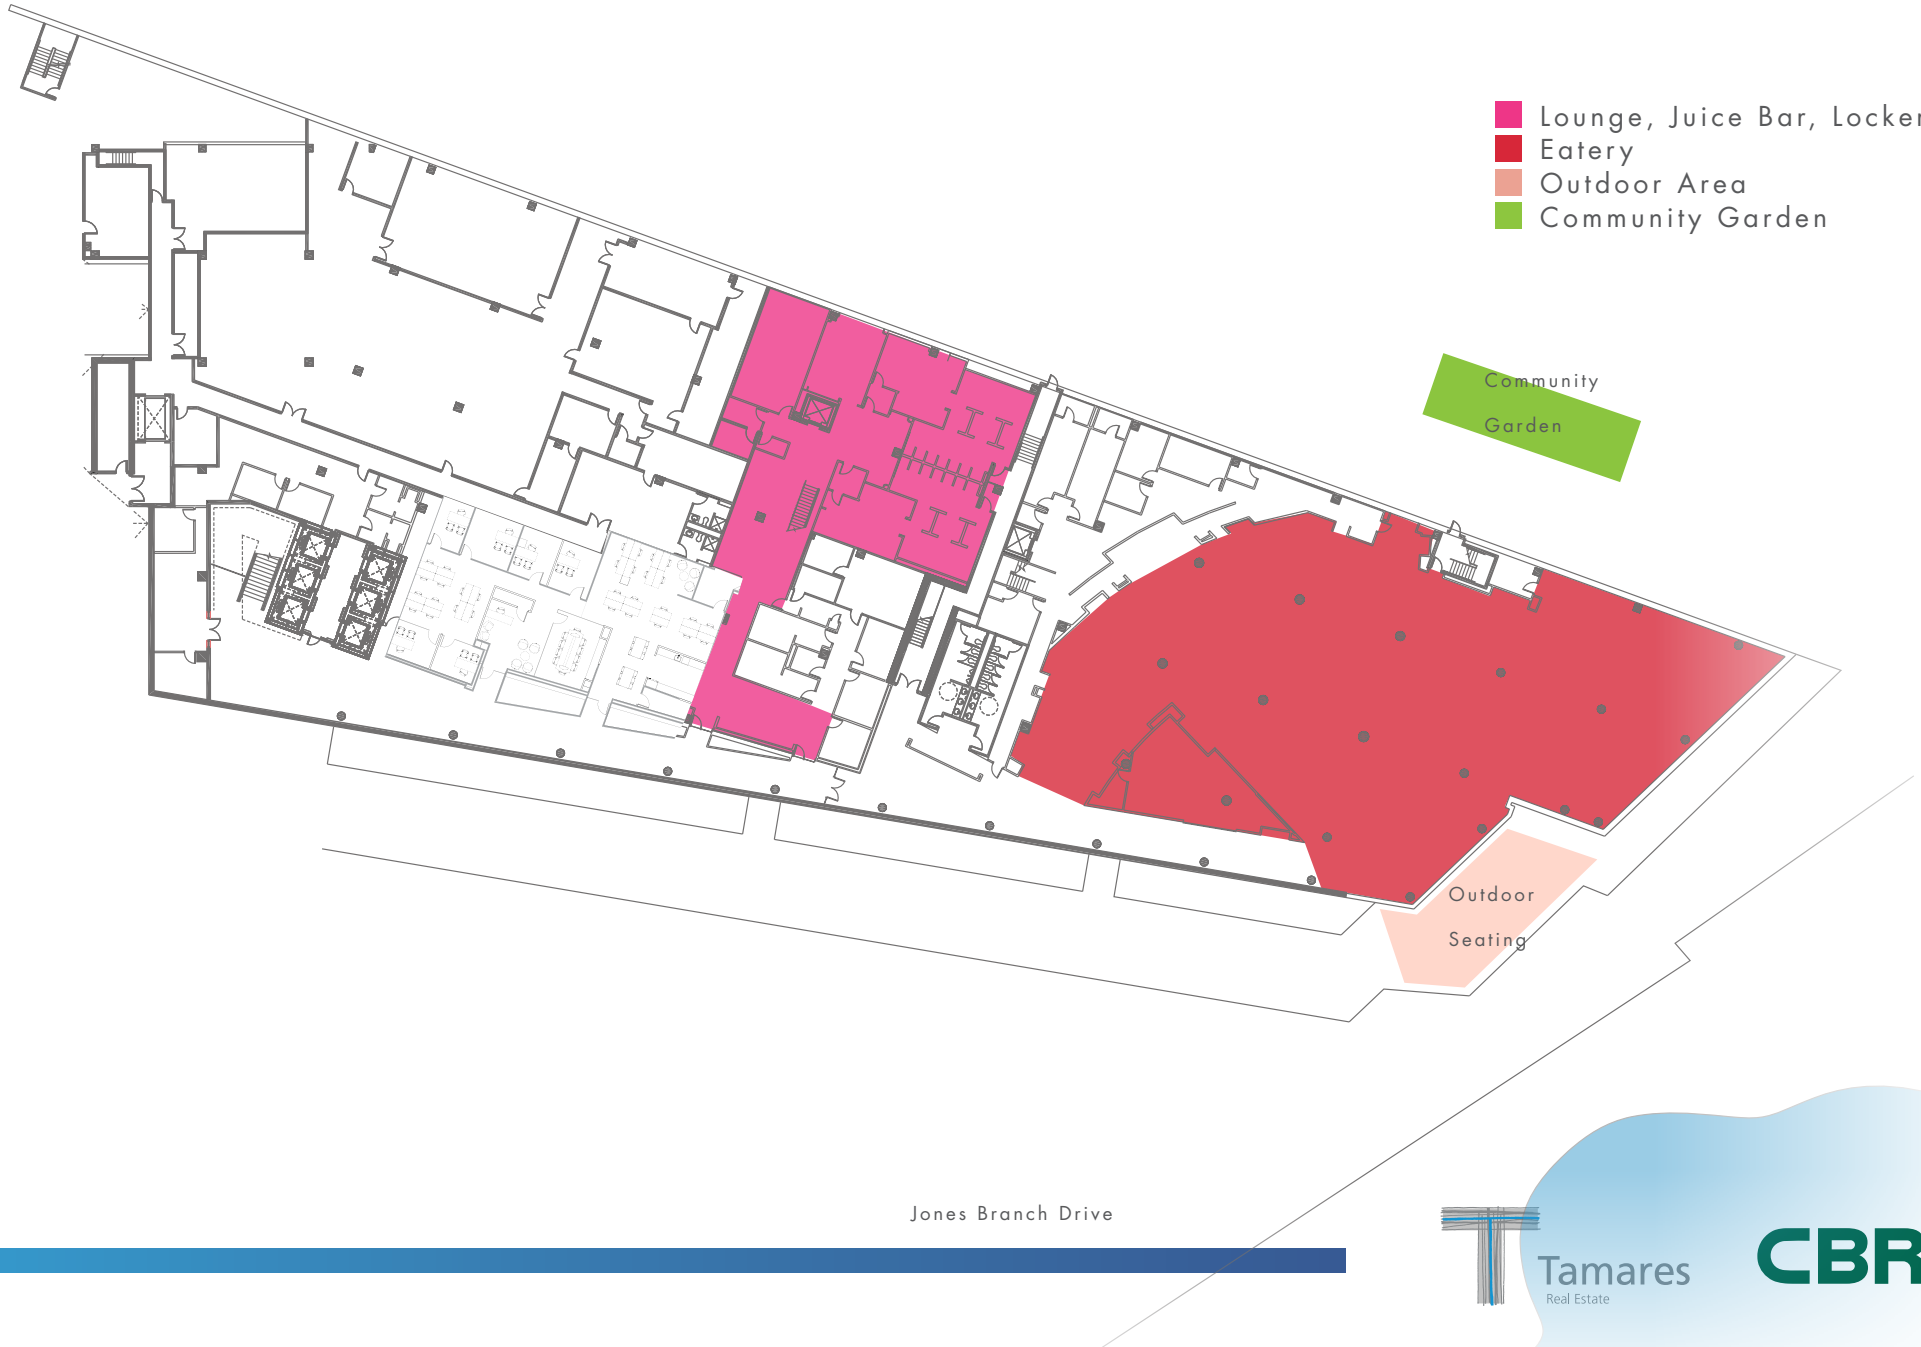 Lounge, Juice Bar, Locker
Eatery
Outdoor Area
Community Garden
Community
Garden
Outdoor
Seating
Jones Branch Drive
Tamares
Real Estate
CBR